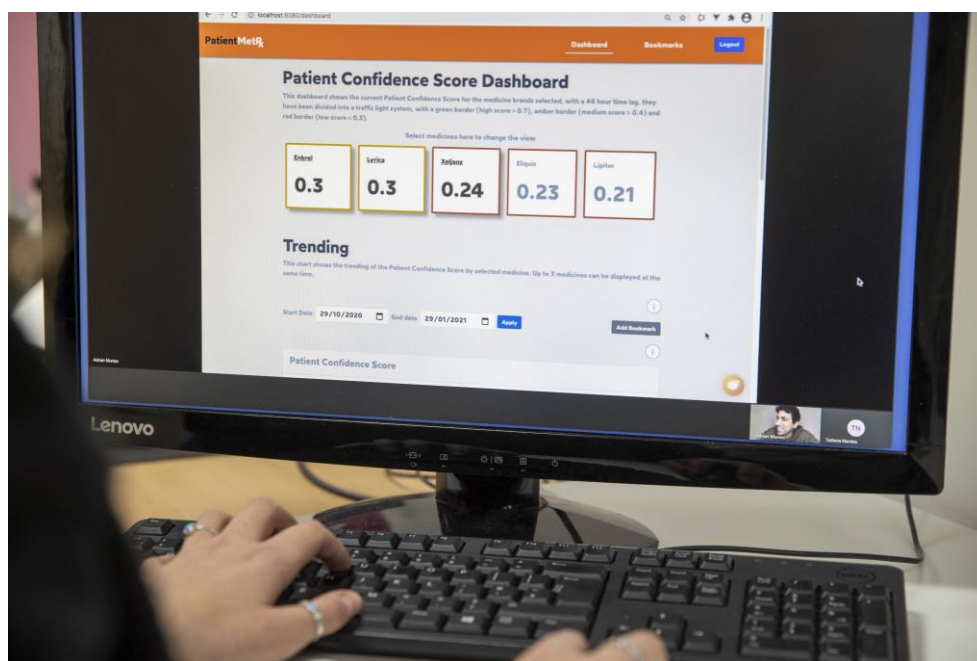 localhost:8080/dashboard
PatientMetRx
Dashboard
Bookmarks
Logout
Patient Confidence Score Dashboard
This dashboard shows the current Patient Confidence Score for the medicine brands selected, with a 48 hour time lag. they
have been divided into a traffic light system, with a green border (high score > 0.7), amber border (medium score > 0.4) and
red border (low score < 0.3).
Select medicines here to change the view
Enbrel
Lyrica
Xeljanz
Eliquis
Lipitor
0.3
0.3
0.24
0.23
0.21
Trending
This chart shows the trending of the Patient Confidence Score by selected medicine. Up to 3 medicines can be displayed at the
same time.
Start Date 29/10/2020 End date 29/01/2021 Apply
Add Bookmark
Patient Confidence Score
TN
Lenovo
DELL